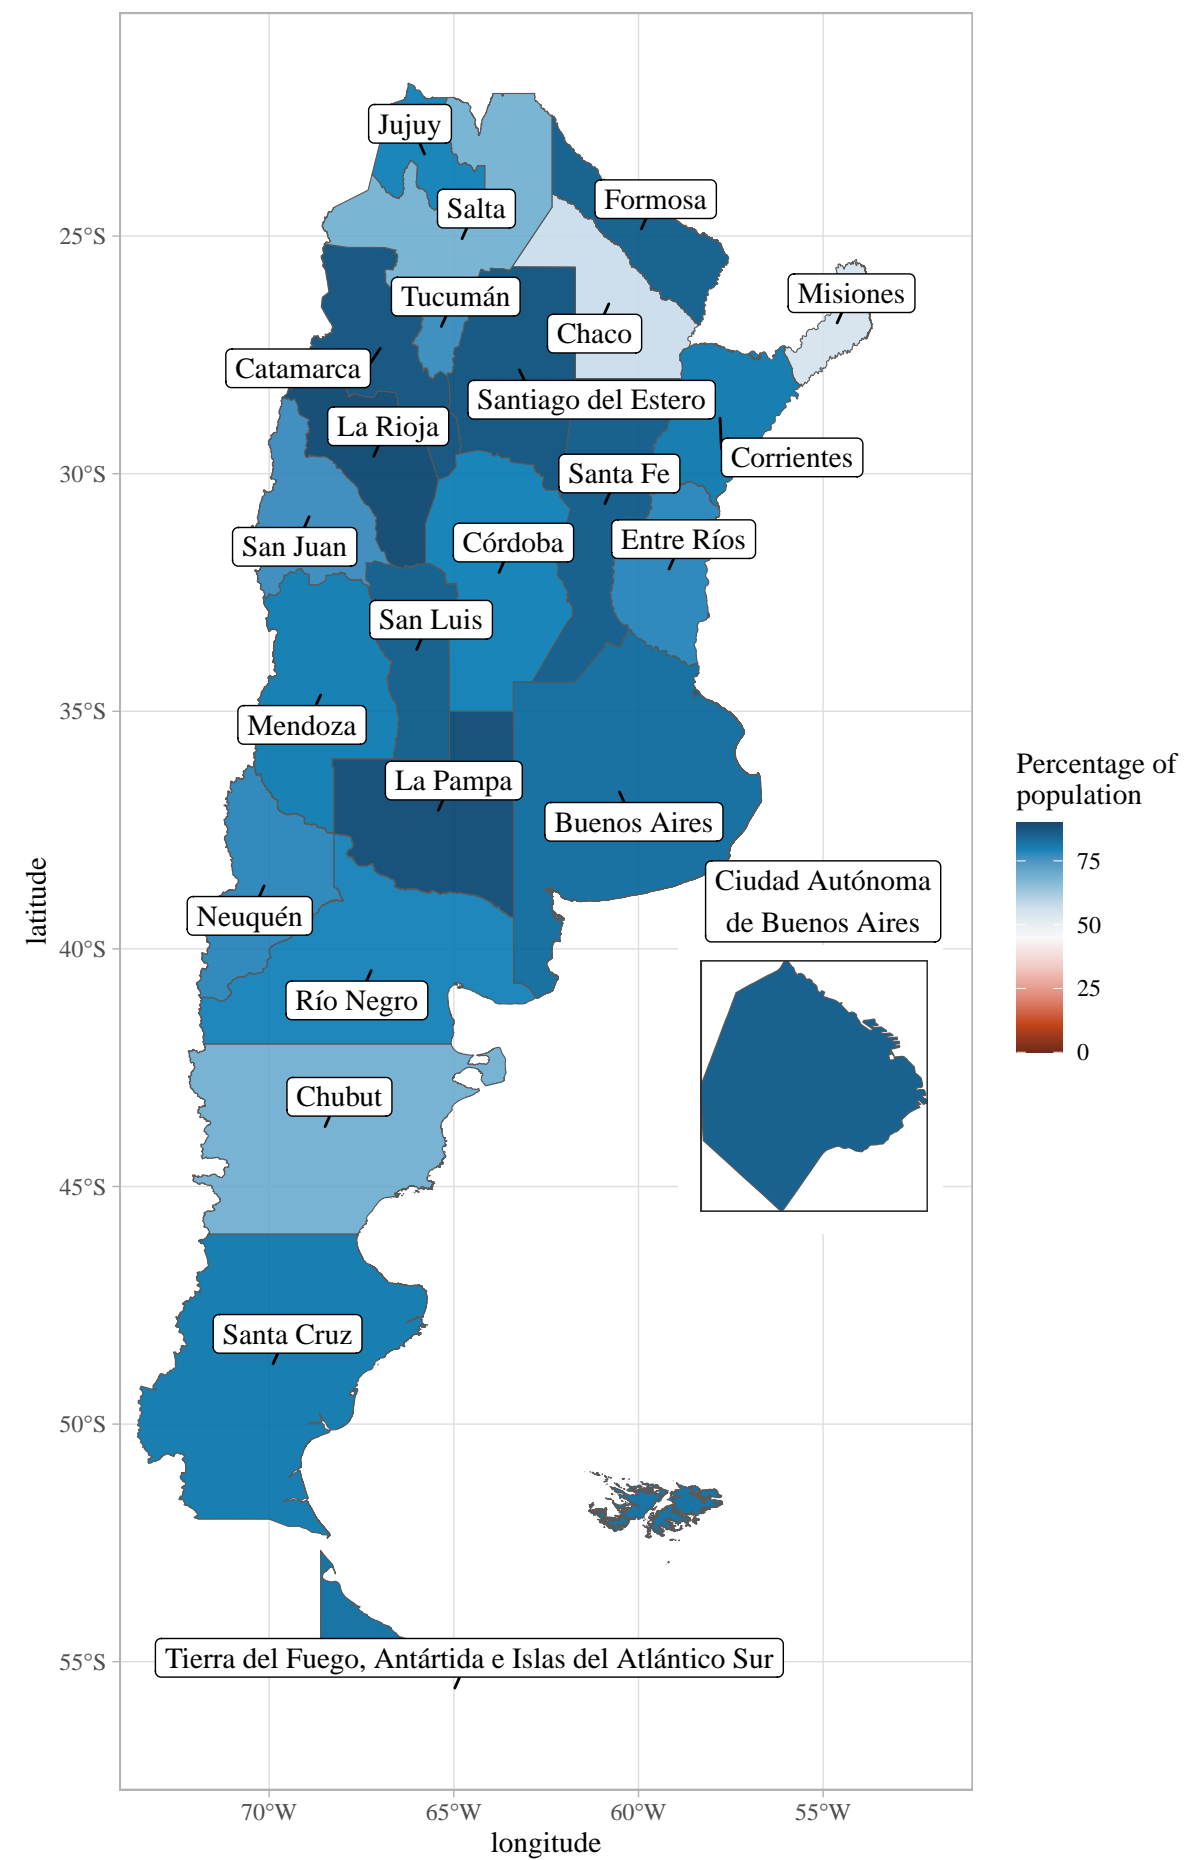 Jujuy
Salta
Formosa
Tucumán
Misiones
Chaco
Catamarca
Santiago del Estero
La Rioja
Corrientes
Santa Fe
San Juan
Córdoba
Entre Ríos
San Luis
Mendoza
La Pampa
Buenos Aires
Ciudad Autónoma
de Buenos Aires
Neuquén
Río Negro
Chubut
Santa Cruz
Tierra del Fuego, Antártida e Islas del Atlántico Sur
25°S
30°S
35°S
40°S
45°S
50°S
55°S
latitude
70°W
65°W
60°W
55°W
longitude
Percentage of
population
75
50
25
0